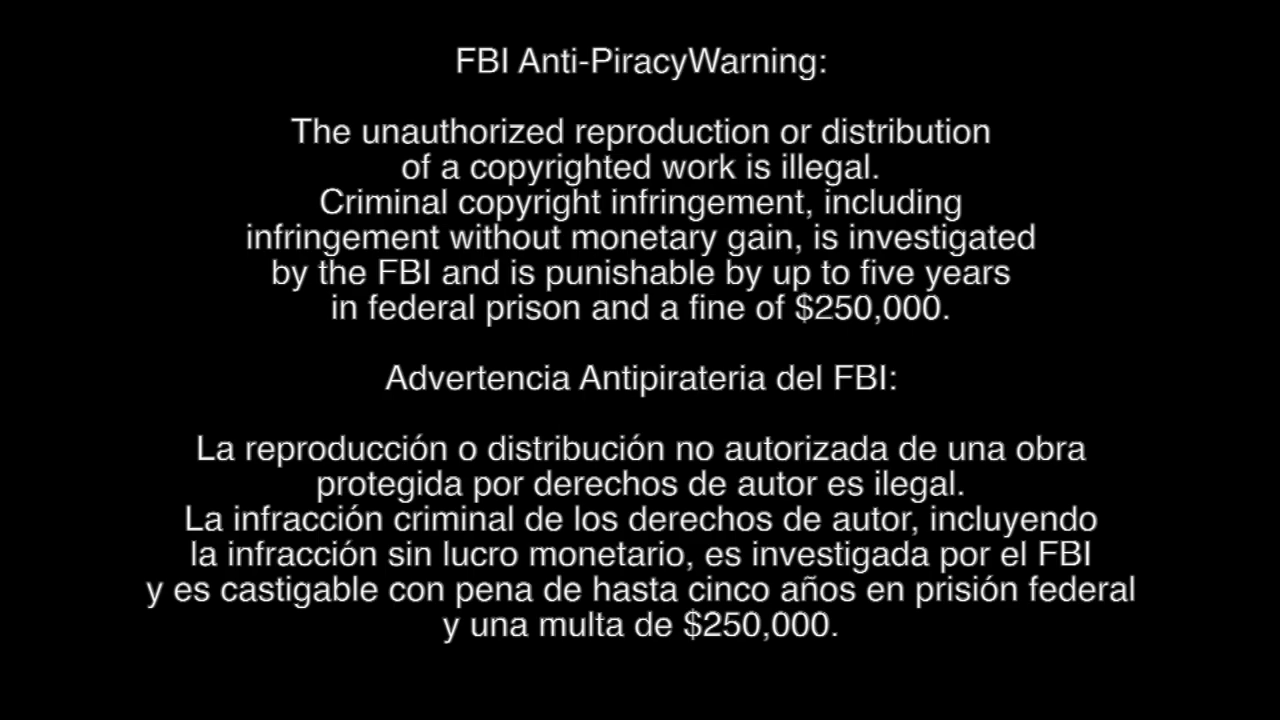 FBI Anti-PiracyWarning:
The unauthorized reproduction or distribution
of a copyrighted work is illegal.
Criminal copyright infringement, including
infringement without monetary gain, is investigated
by the FBI and is punishable by up to five years
in federal prison and a fine of $250,000.
Advertencia Antipirateria del FBI:
La reproducción o distribución no autorizada de una obra
protegida por derechos de autor es ilegal.
La infracción criminal de los derechos de autor, incluyendo
la infracción sin lucro monetario, es investigada por el FBI
y es castigable con pena de hasta cinco años en prisión federal
y una multa de $250,000.